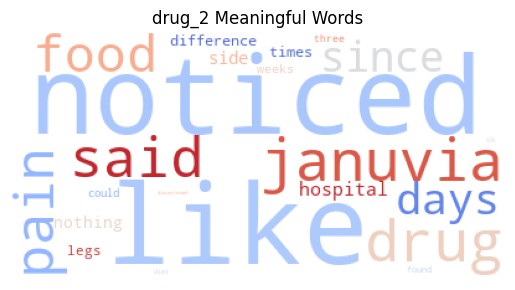 drug_2 Meaningful Words
three
food
difference
side
times
since
weeks
noticed
said
januvia
hospital
pain
could
like
days
nothing
drug
legs
found